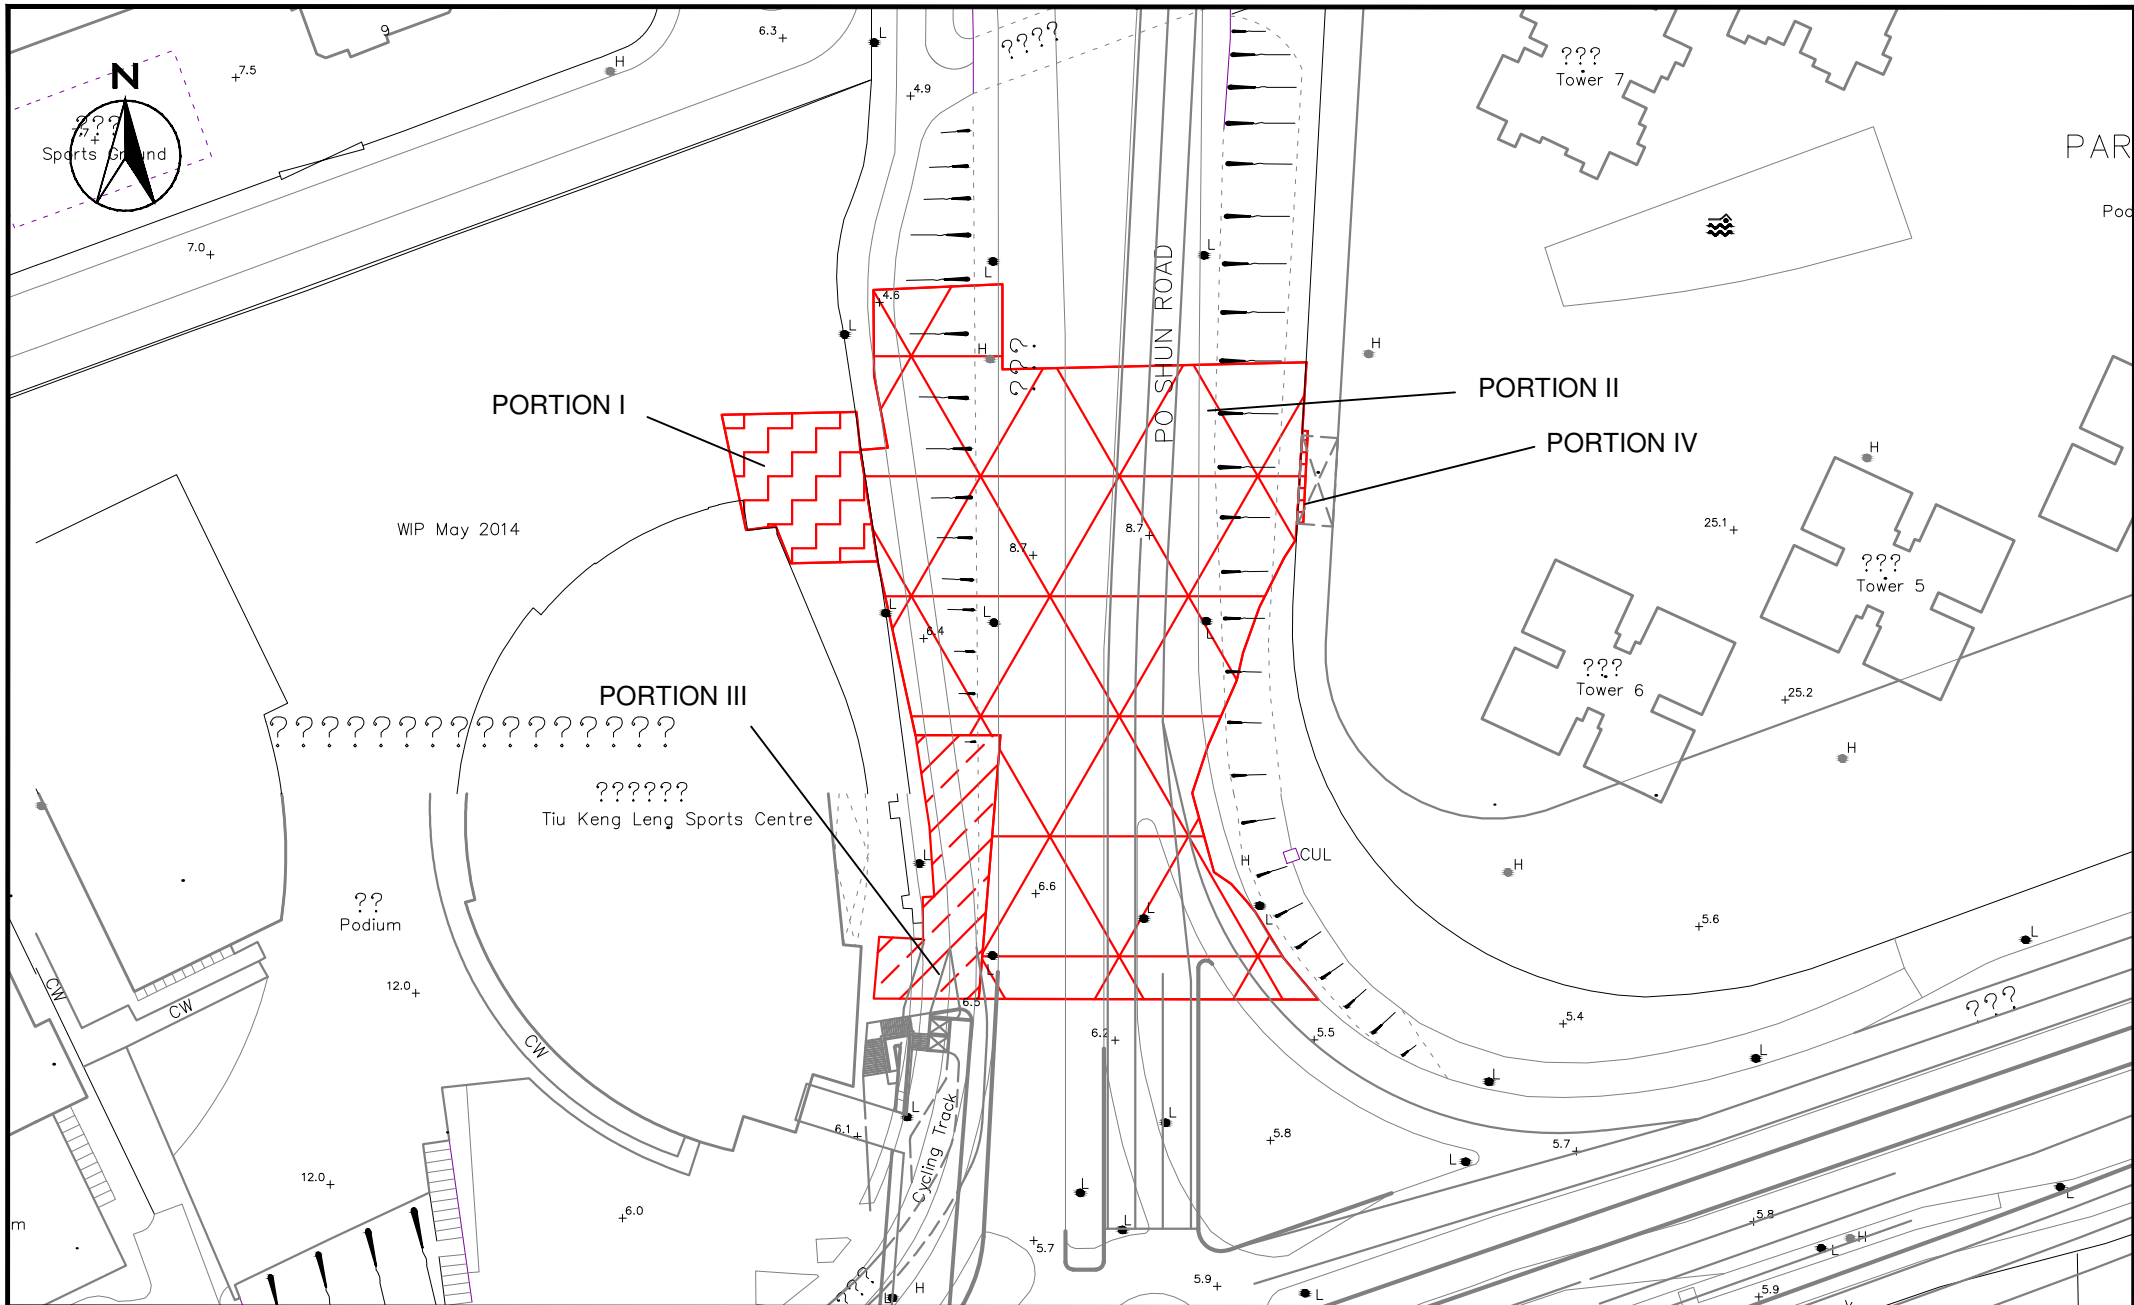 9
6.3
L
????
???
Tower 7
N
7.5
H
4.9
???
7.7
Sports Ground
PAR
Poo
7.0
L
L
PO SHUN ROAD
4.6
L
H
???.
H
PORTION I
PORTION II
PORTION IV
H
WIP May 2014
25.1
8.7
8.7
???
Tower 5
L
L
L
6.4
???
Tower 6
25.2
PORTION III
????????????????
H
??????
Tiu Keng Leng Sports Centre
L
H
CUL
H
6.6
??
Podium
L
L
5.6
L
L
CW
12.0
CW
6.5
???
CW
6.2
5.5
5.4
L
L
Cycling Track
L
L
6.1
5.8
5.7
L
12.0
L
L
m
6.0
5.7
L
5.8
L
H
5.9
???.
L
H
L
5.9